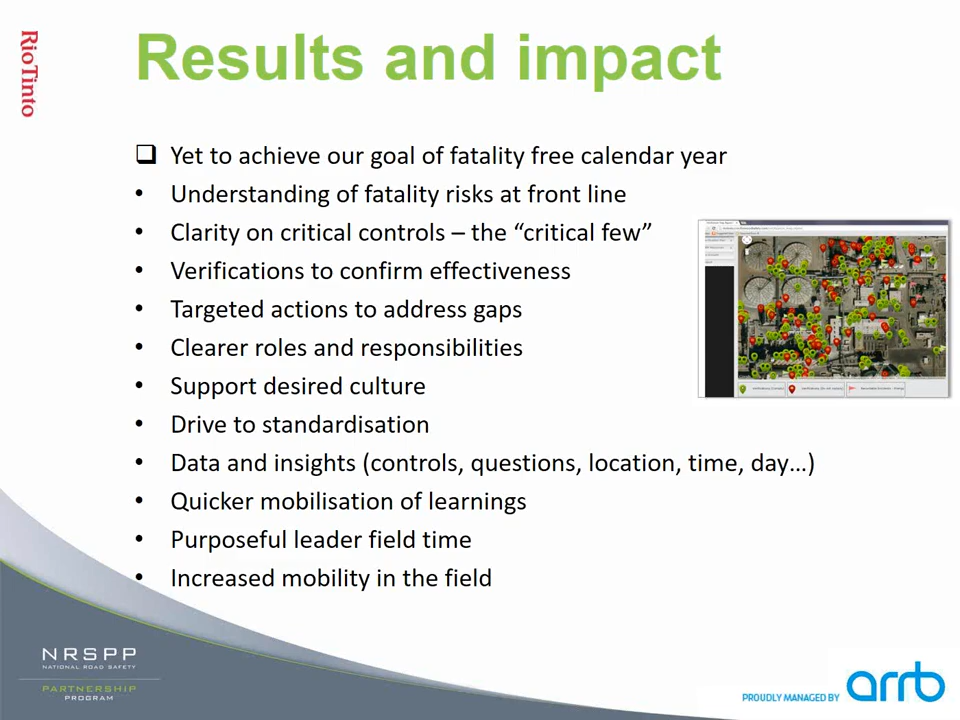 RioTinto
Results and impact
❑ Yet to achieve our goal of fatality free calendar year
• Understanding of fatality risks at front line
• Clarity on critical controls – the “critical few”
• Verifications to confirm effectiveness
• Targeted actions to address gaps
• Clearer roles and responsibilities
• Support desired culture
• Drive to standardisation
• Data and insights (controls, questions, location, time, day…)
• Quicker mobilisation of learnings
• Purposeful leader field time
• Increased mobility in the field
NRSPP
NATIONAL ROAD SAFETY
PARTNERSHIP
PROGRAM
PROUDLY MANAGED BY arrb